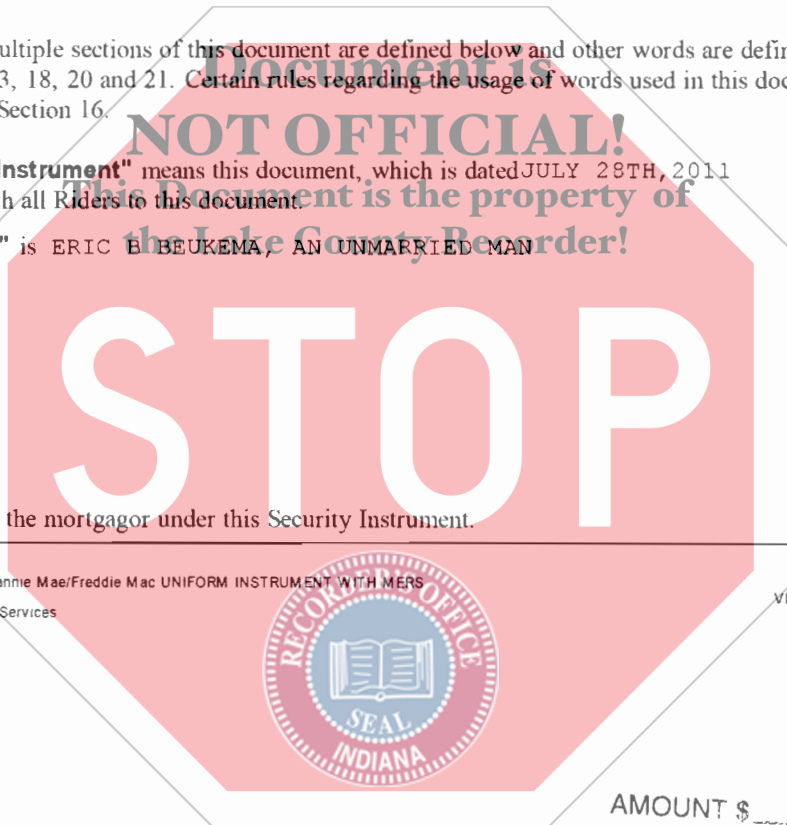 ultiple sections of this document are defined below and other words are defin
3, 18, 20 and 21. Certain rules regarding the usage of words used in this doc
Section 16.
Document is
NOT OFFICIAL!
This Document is the property of
the Lake County Recorder!
Instrument" means this document, which is dated JULY 28TH, 2011
h all Riders to this document.
" is ERIC B BEUKEMA, AN UNMARRIED MAN
STOP
the mortgagor under this Security Instrument.
annie Mae/Freddie Mac UNIFORM INSTRUMENT WITH MERS
Services
VI
RECORDER'S OFFICE
SEAL
INDIANA
AMOUNT $